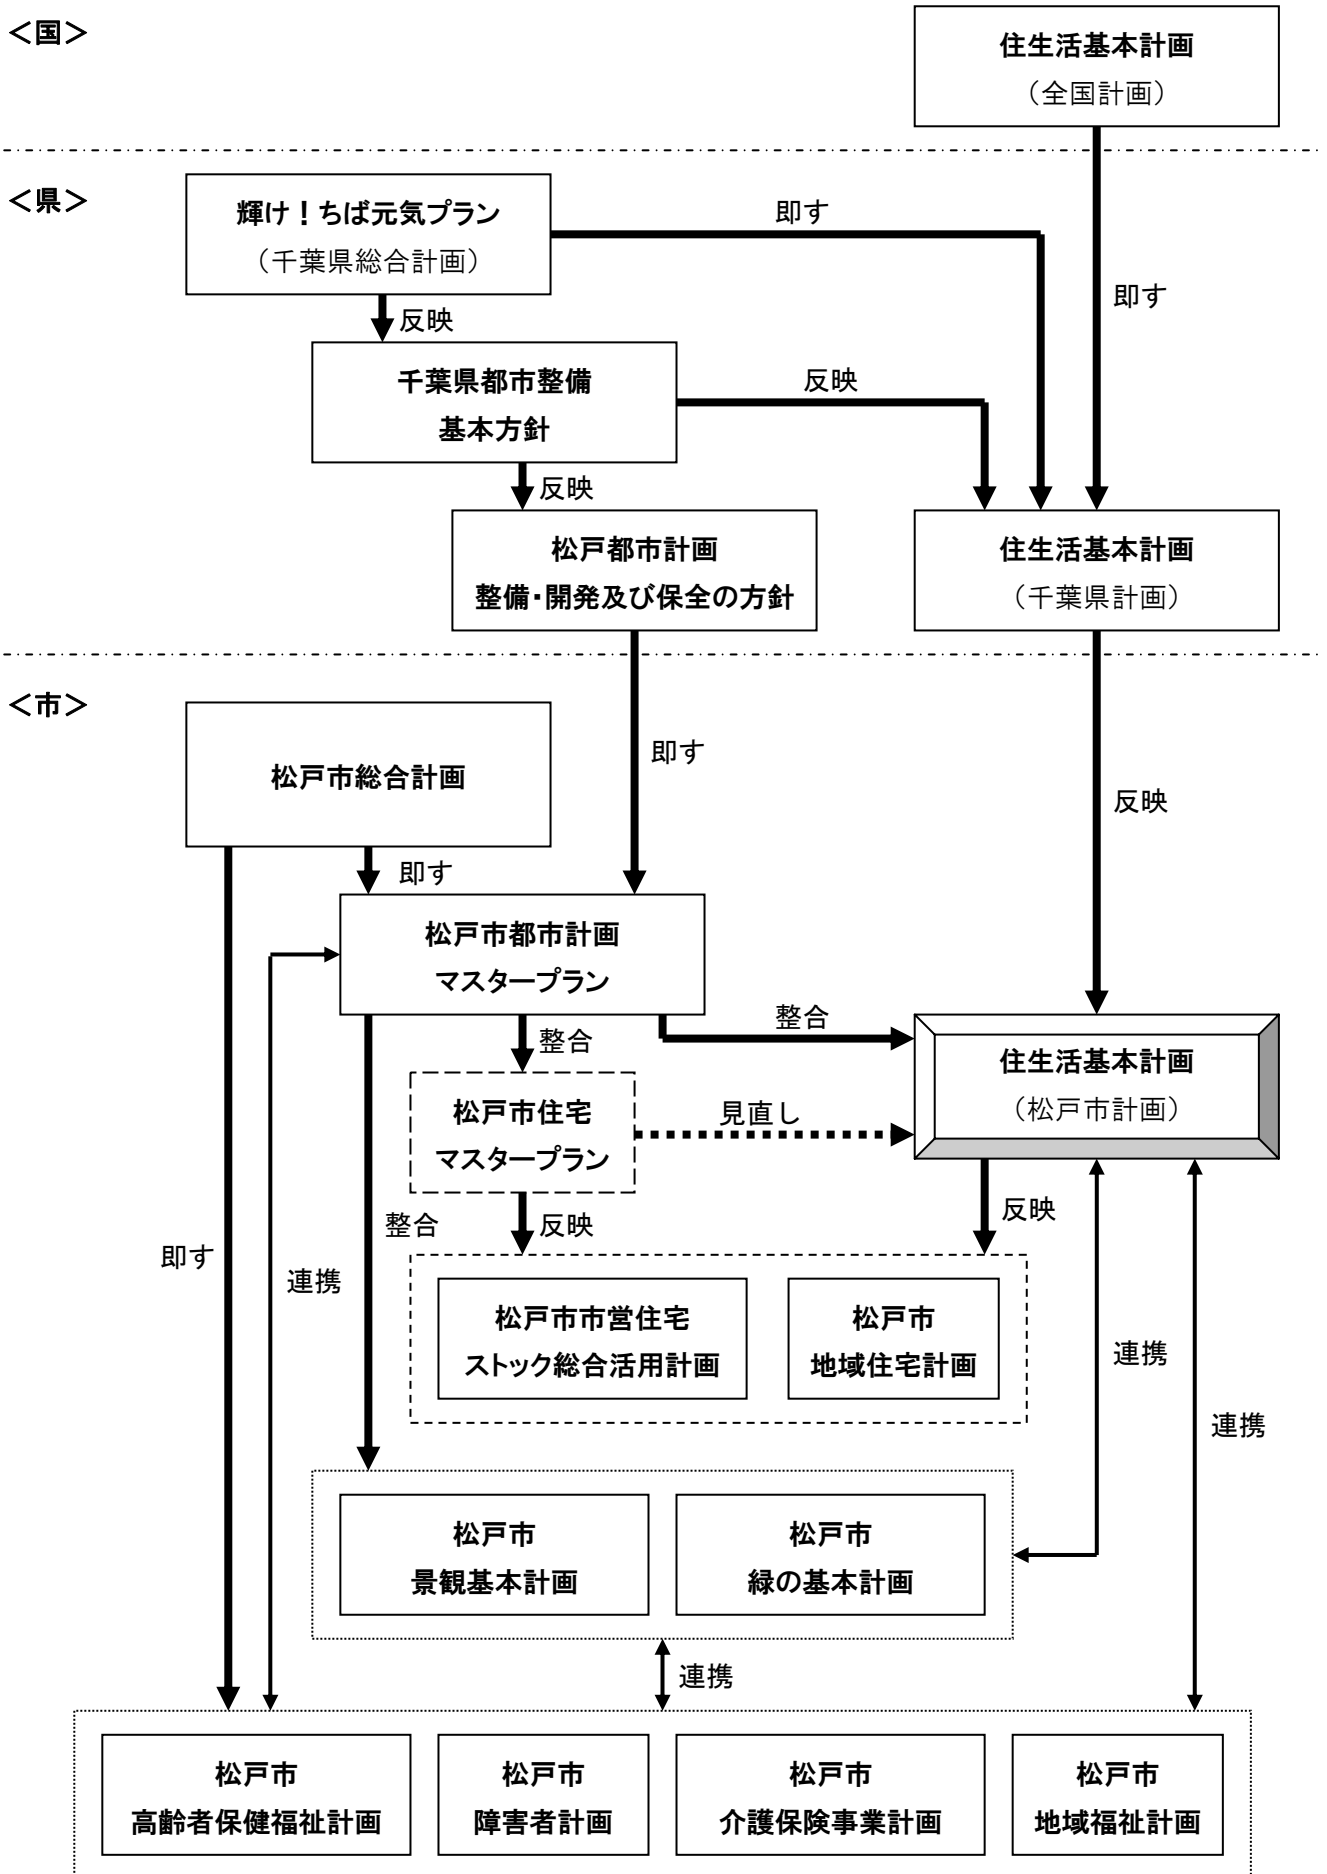 ＜国＞
住生活基本計画
（全国計画）
＜県＞
輝け！ちば元気プラン
（千葉県総合計画）
即す
即す
反映
千葉県都市整備
基本方針
反映
反映
松戸都市計画
整備・開発及び保全の方針
住生活基本計画
（千葉県計画）
＜市＞
松戸市総合計画
即す
反映
即す
松戸市都市計画
マスタープラン
整合
整合
住生活基本計画
（松戸市計画）
松戸市住宅
マスタープラン
見直し
整合
反映
反映
即す
連携
松戸市市営住宅
ストック総合活用計画
松戸市
地域住宅計画
連携
連携
松戸市
景観基本計画
松戸市
緑の基本計画
連携
松戸市
高齢者保健福祉計画
松戸市
障害者計画
松戸市
介護保険事業計画
松戸市
地域福祉計画